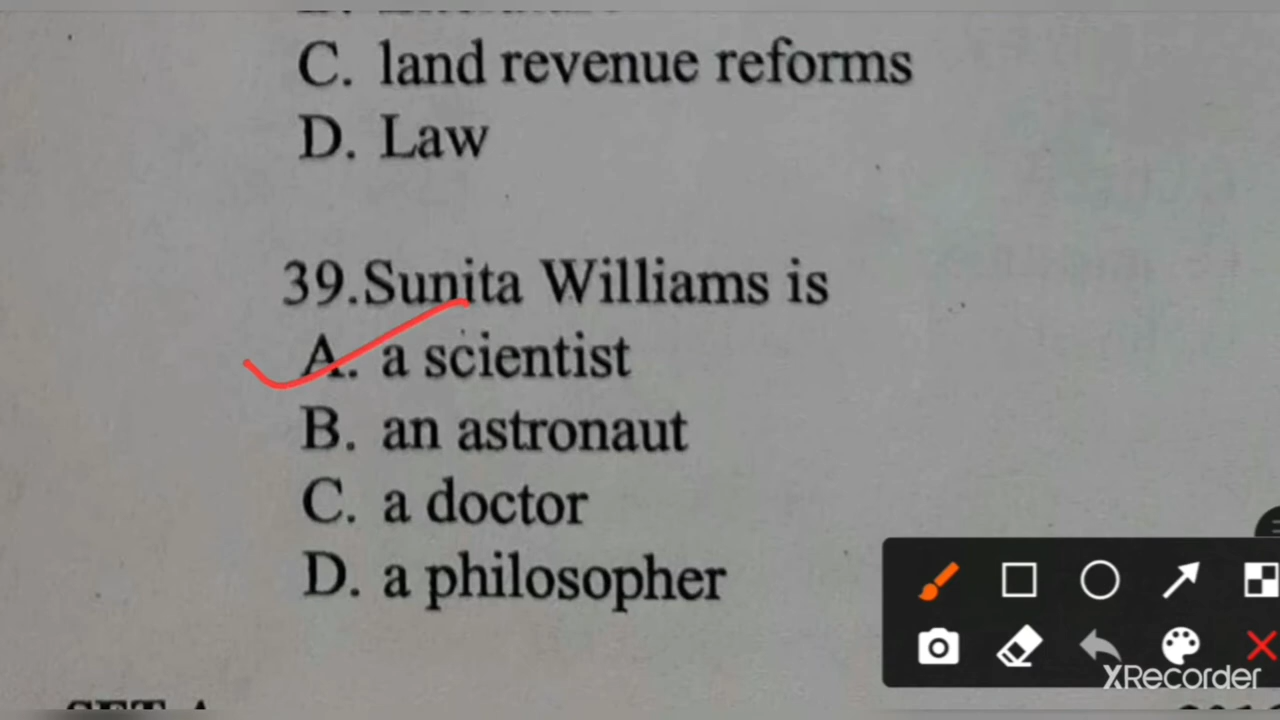 C. land revenue reforms
D. Law
39.Sunita Williams is
A. a scientist
B. an astronaut
C. a doctor
D. a philosopher
XRecorder